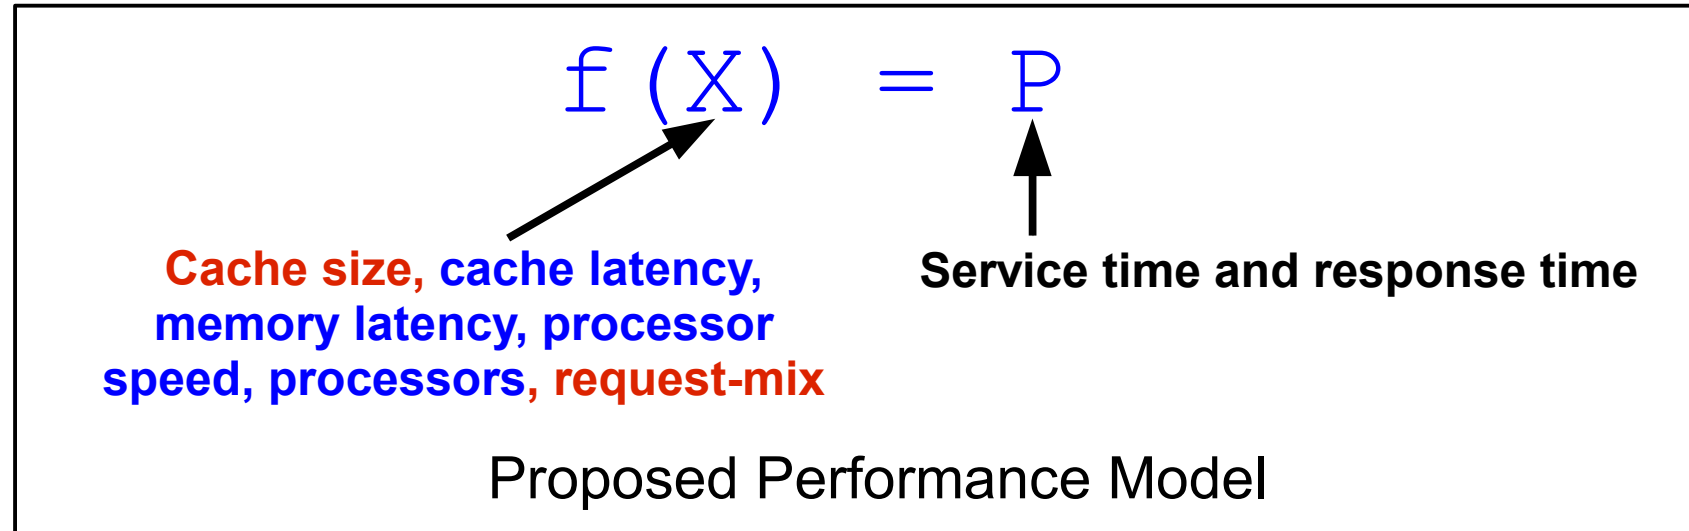 f(X) = P
Cache size, cache latency,
memory latency, processor
speed, processors, request-mix
Service time and response time
Proposed Performance Model